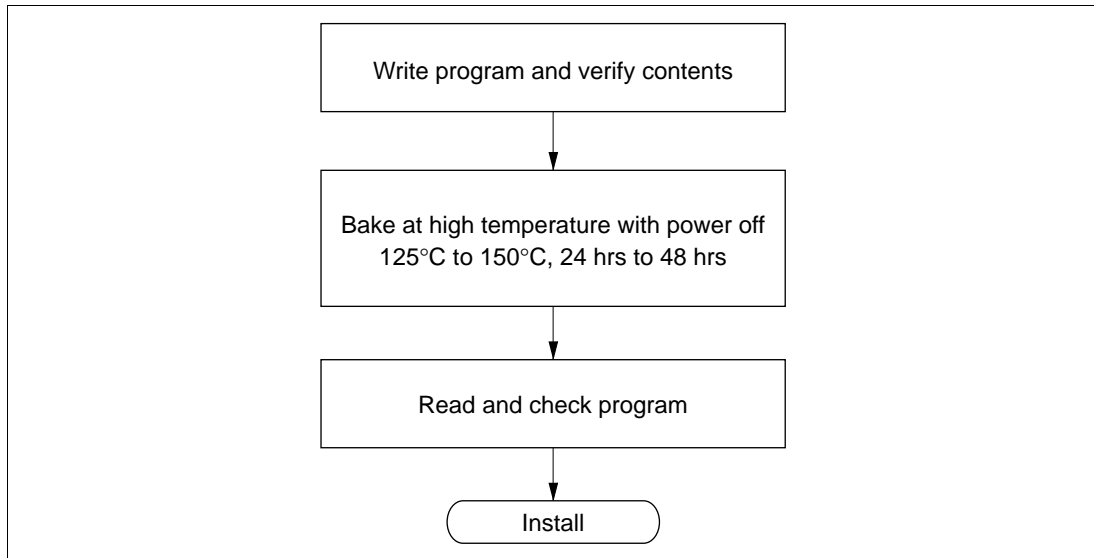 Write program and verify contents
Bake at high temperature with power off
125°C to 150°C, 24 hrs to 48 hrs
Read and check program
Install